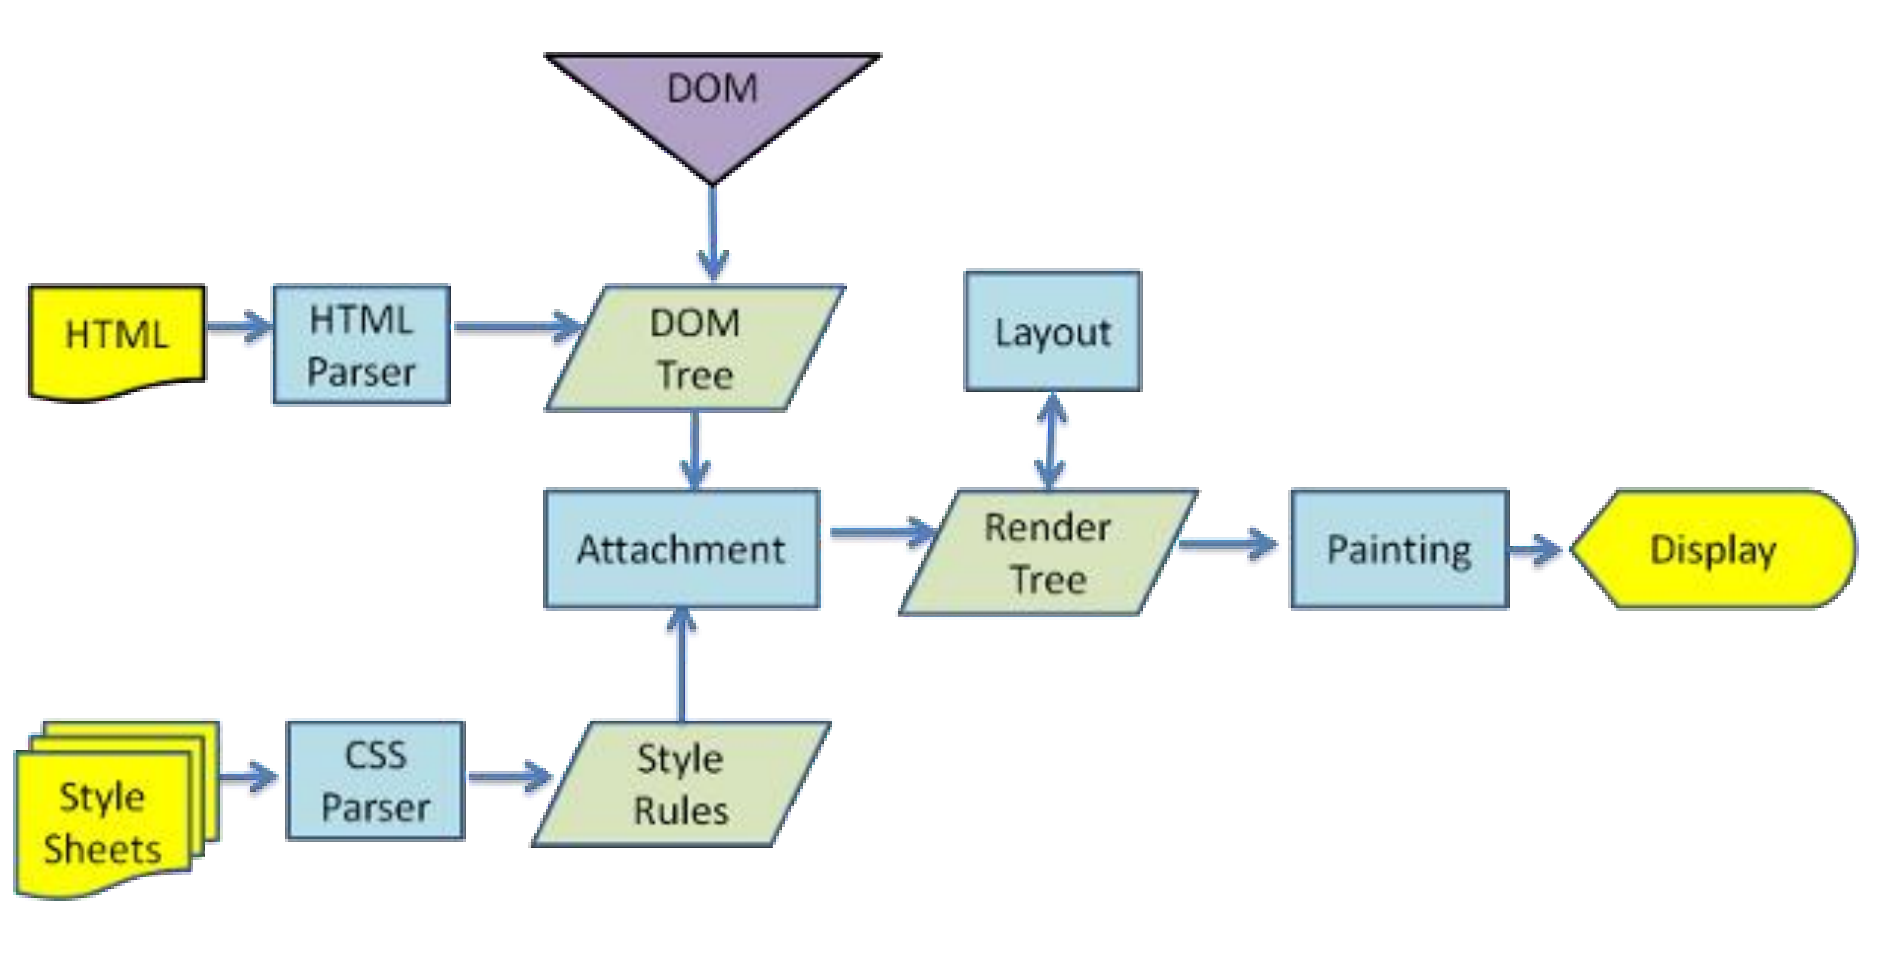 DOM
HTML
HTML
Parser
DOM
Tree
Layout
Attachment
Render
Tree
Painting
Display
Style
Sheets
CSS
Parser
Style
Rules